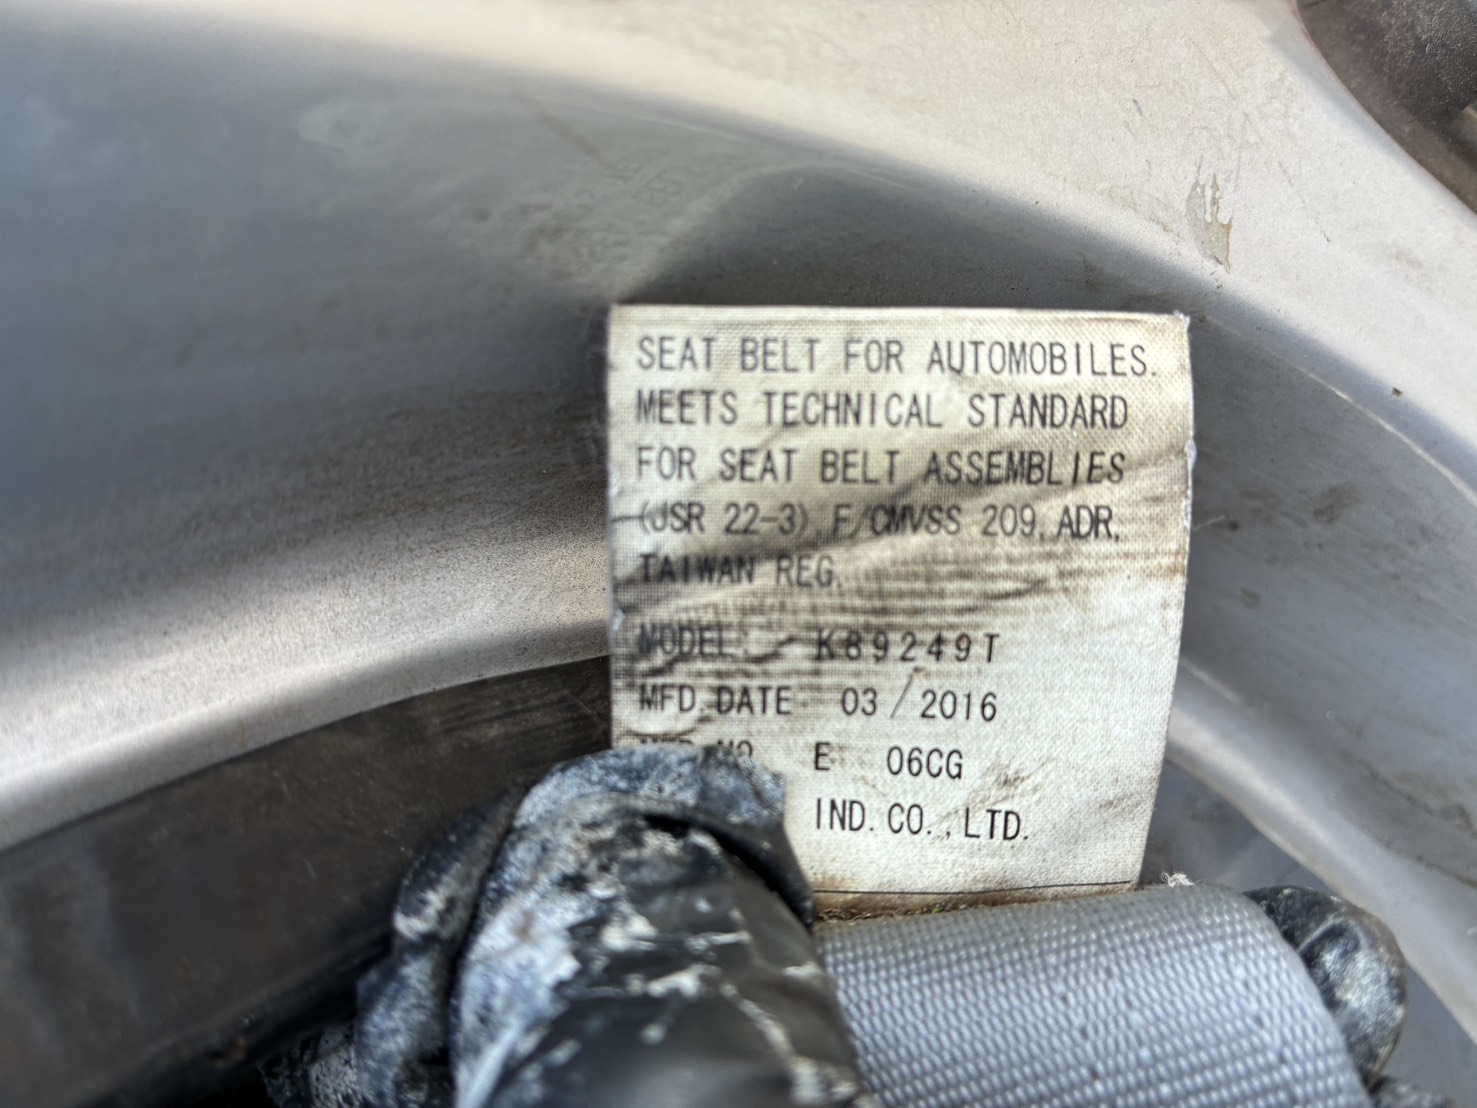 SEAT BELT FOR AUTOMOBILES.
MEETS TECHNICAL STANDARD
FOR SEAT BELT ASSEMBLIES
(JSR 22-3), F/CMVSS 209, ADR,
TAIWAN REG.
MODEL: K89249T
MFD. DATE 03/2016
E 06CG
IND. CO., LTD.